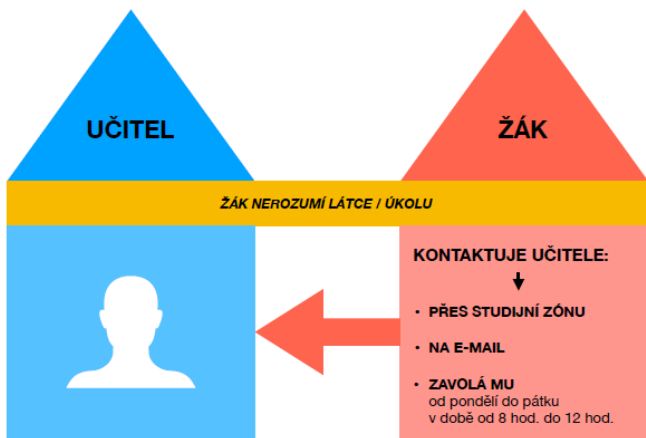 UČITEL
ŽÁK
ŽÁK NEROZUMÍ LÁTCE / ÚKOLU
KONTAKTUJE UČITELE:
• PŘES STUDIJNÍ ZÓNU
• NA E-MAIL
• ZAVOLÁ MU
od pondělí do pátku
v době od 8 hod. do 12 hod.